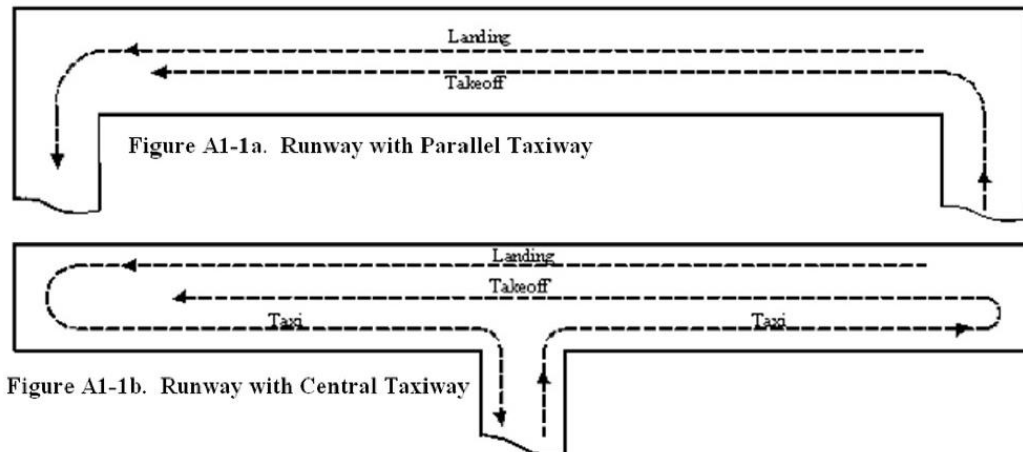 Landing
Takeoff
Figure A1-1a. Runway with Parallel Taxiway
Landing
Takeoff
Taxi Taxi
Figure A1-1b. Runway with Central Taxiway